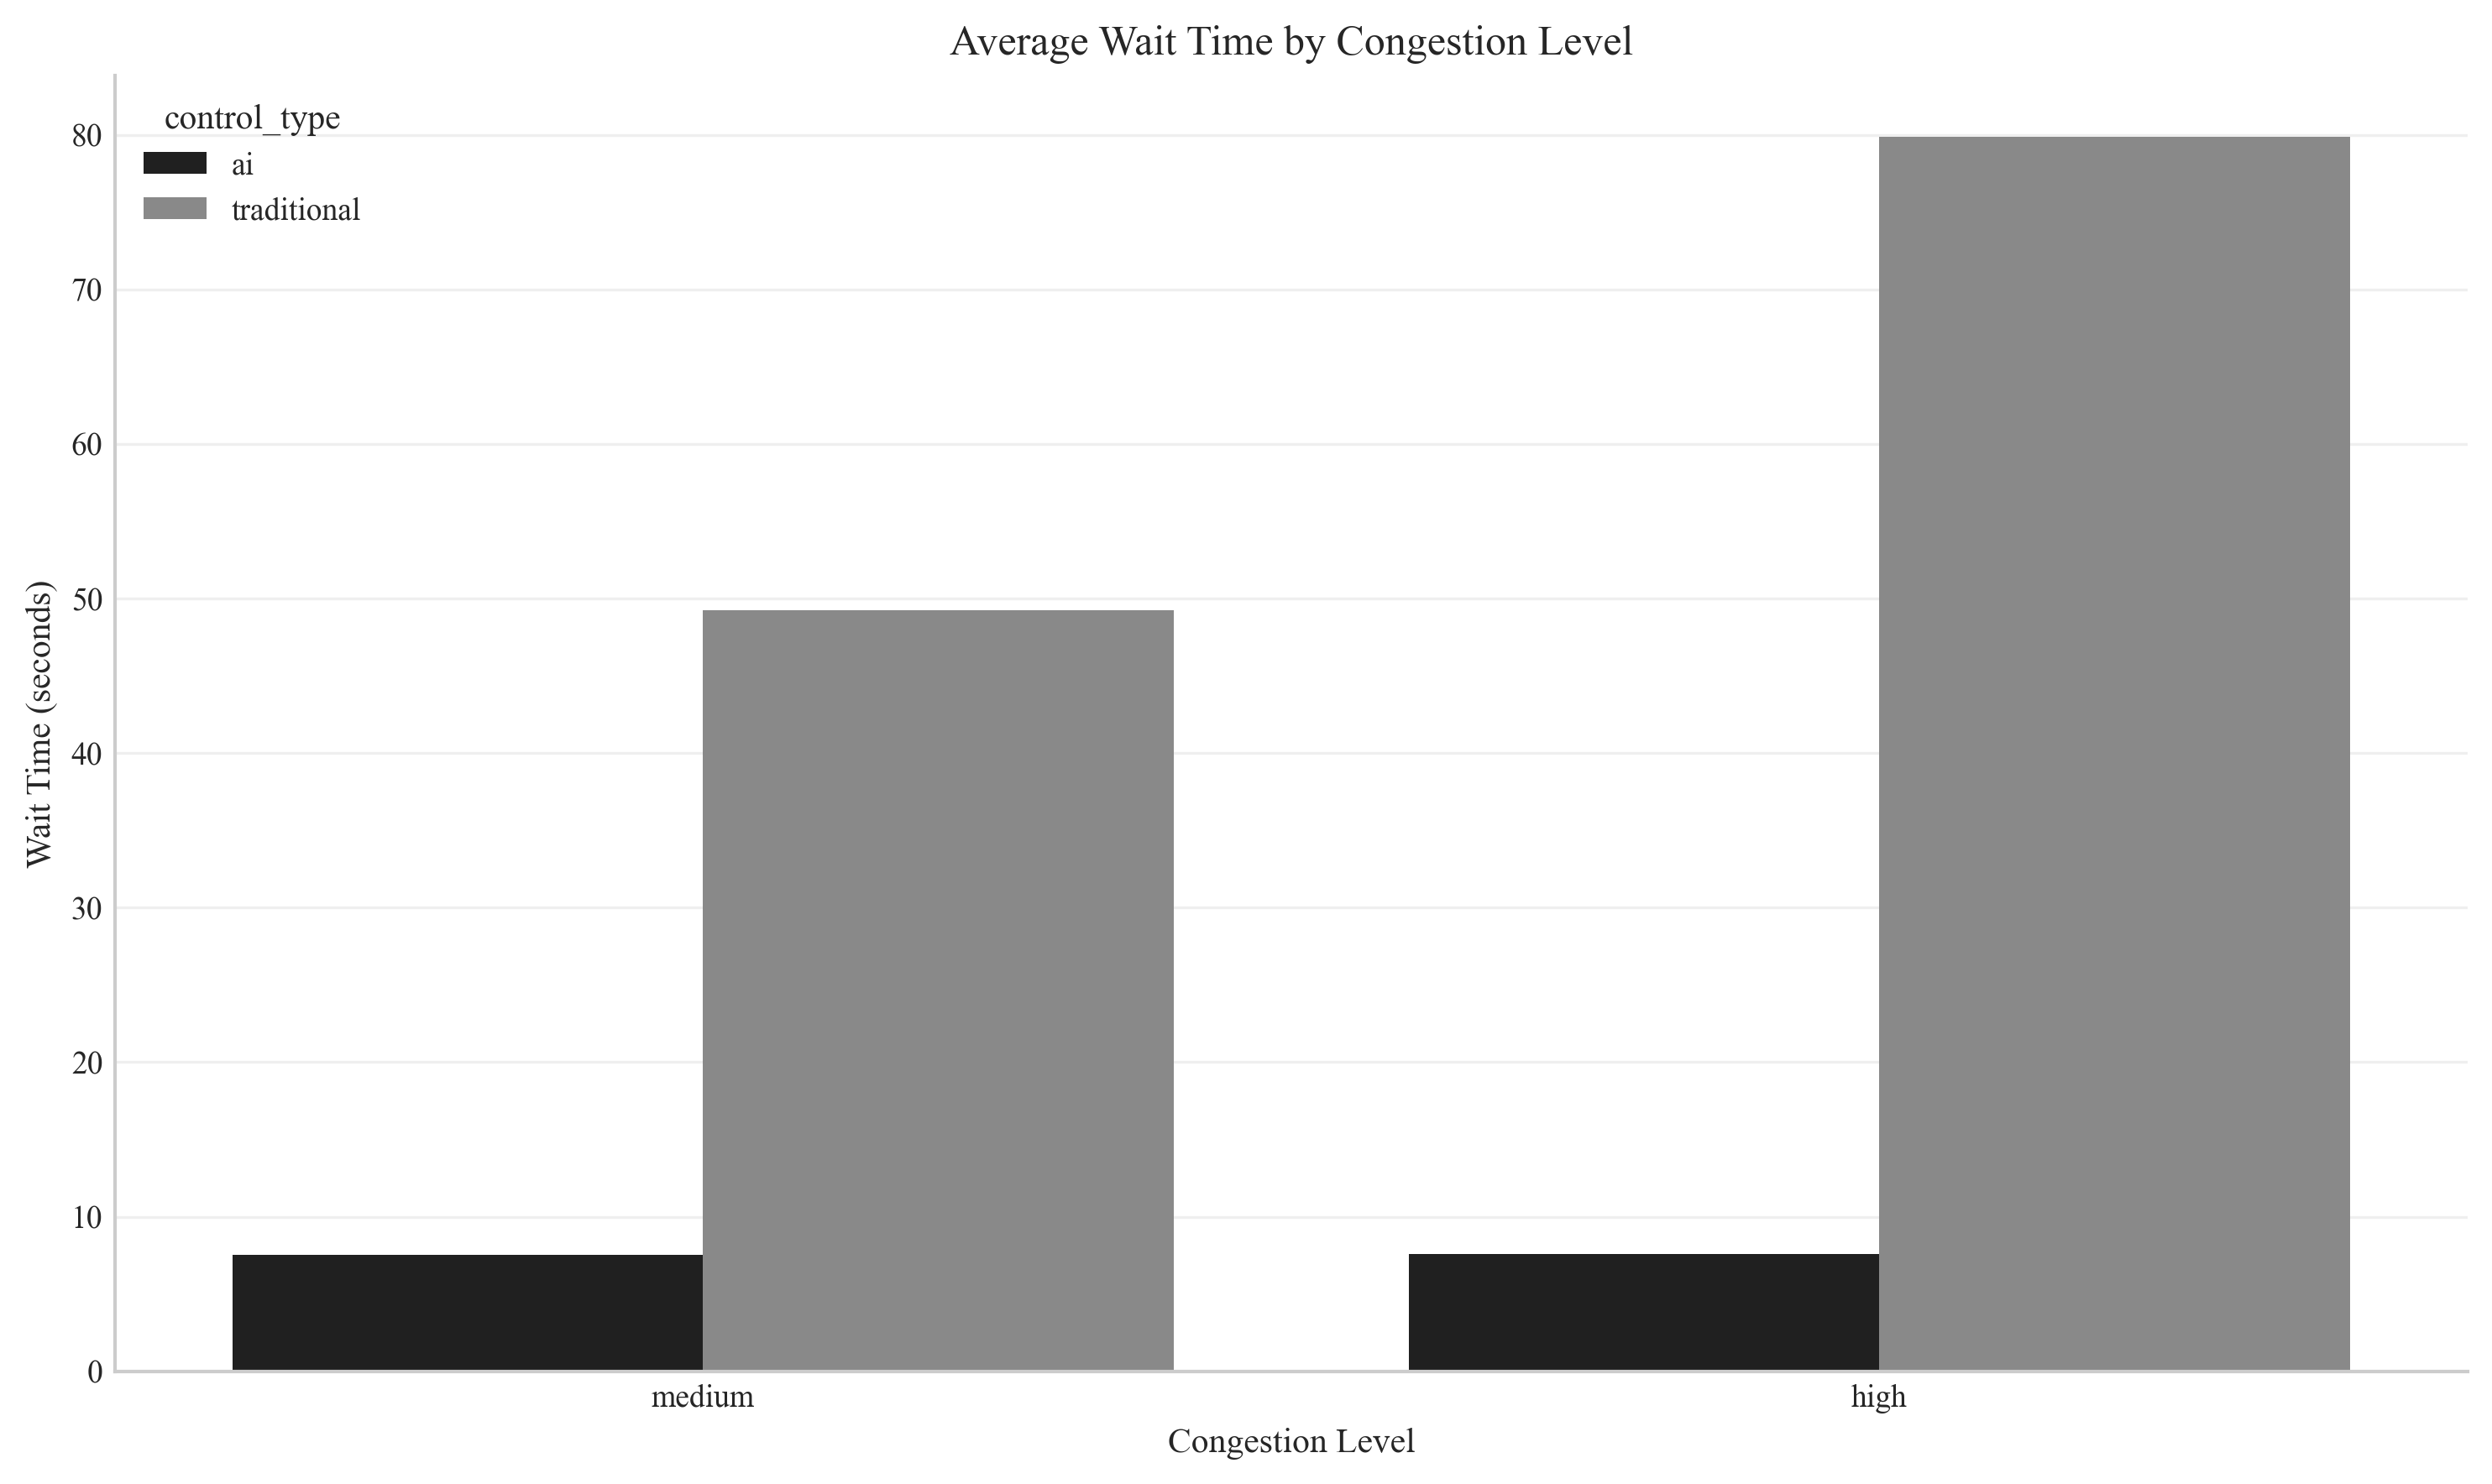 Average Wait Time by Congestion Level
control_type
ai
traditional
80
70
60
50
40
30
20
10
0
Wait Time (seconds)
medium
high
Congestion Level